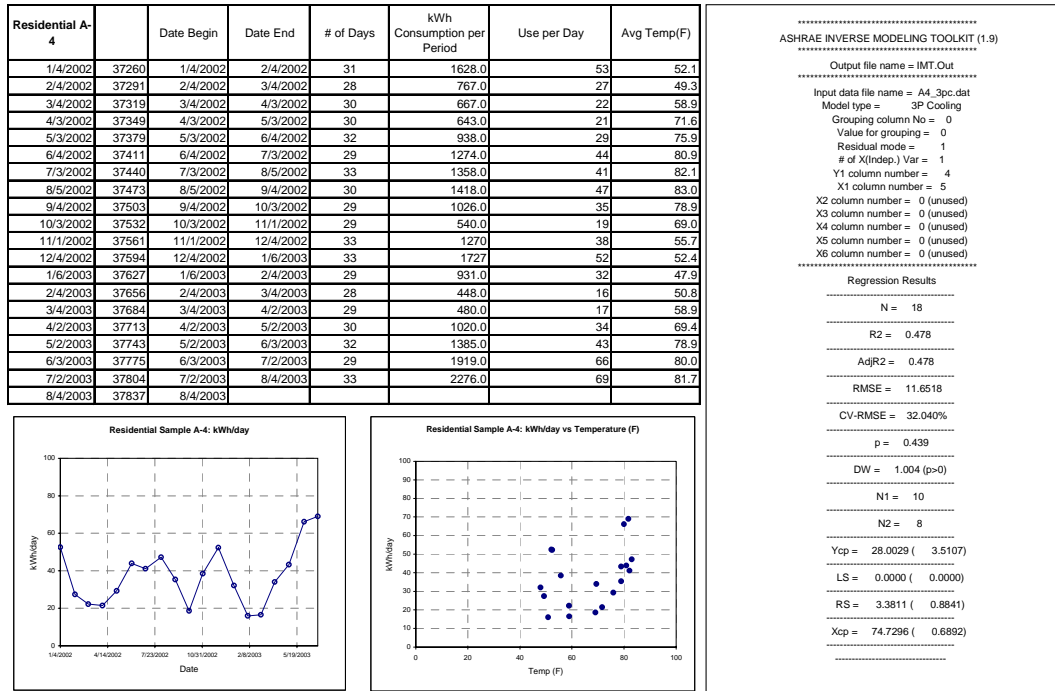 Residential A-4 Date Begin Date End # of Days kWh Consumption per Period Use per Day Avg Temp(F)
1/4/2002 37260 1/4/2002 2/4/2002 31 1628.0 53 52.1
2/4/2002 37291 2/4/2002 3/4/2002 28 767.0 27 49.3
3/4/2002 37319 3/4/2002 4/3/2002 30 667.0 22 58.9
4/3/2002 37349 4/3/2002 5/3/2002 30 643.0 21 71.6
5/3/2002 37379 5/3/2002 6/4/2002 32 938.0 29 75.9
6/4/2002 37411 6/4/2002 7/3/2002 29 1274.0 44 80.9
7/3/2002 37440 7/3/2002 8/5/2002 33 1358.0 41 82.1
8/5/2002 37473 8/5/2002 9/4/2002 30 1418.0 47 83.0
9/4/2002 37503 9/4/2002 10/3/2002 29 1026.0 35 78.9
10/3/2002 37532 10/3/2002 11/1/2002 29 540.0 19 69.0
11/1/2002 37561 11/1/2002 12/4/2002 33 1270 38 55.7
12/4/2002 37594 12/4/2002 1/6/2003 33 1727 52 52.4
1/6/2003 37627 1/6/2003 2/4/2003 29 931.0 32 47.9
2/4/2003 37656 2/4/2003 3/4/2003 28 448.0 16 50.8
3/4/2003 37684 3/4/2003 4/2/2003 29 480.0 17 58.9
4/2/2003 37713 4/2/2003 5/2/2003 30 1020.0 34 69.4
5/2/2003 37743 5/2/2003 6/3/2003 32 1385.0 43 78.9
6/3/2003 37775 6/3/2003 7/2/2003 29 1919.0 66 80.0
7/2/2003 37804 7/2/2003 8/4/2003 33 2276.0 69 81.7
8/4/2003 37837 8/4/2003
Residential Sample A-4: kWh/day
100
80
60
40
20
0
kWh/day
1/4/2002 4/14/2002 7/23/2002 10/31/2002 2/8/2003 5/19/2003
Date
Residential Sample A-4: kWh/day vs Temperature (F)
100
90
80
70
60
50
40
30
20
10
0
kWh/day
0 20 40 60 80 100
Temp (F)
********************************************
ASHRAE INVERSE MODELING TOOLKIT (1.9)
********************************************
Output file name = IMT.Out
********************************************
Input data file name = A4_3pc.dat
Model type = 3P Cooling
Grouping column No = 0
Value for grouping = 0
Residual mode = 1
# of X(Indep.) Var = 1
Y1 column number = 4
X1 column number = 5
X2 column number = 0 (unused)
X3 column number = 0 (unused)
X4 column number = 0 (unused)
X5 column number = 0 (unused)
X6 column number = 0 (unused)
********************************************
Regression Results
--------------------------------------
N = 18
--------------------------------------
R2 = 0.478
--------------------------------------
AdjR2 = 0.478
--------------------------------------
RMSE = 11.6518
--------------------------------------
CV-RMSE = 32.040%
--------------------------------------
p = 0.439
--------------------------------------
DW = 1.004 (p>0)
--------------------------------------
N1 = 10
--------------------------------------
N2 = 8
--------------------------------------
Ycp = 28.0029 ( 3.5107)
--------------------------------------
LS = 0.0000 ( 0.0000)
--------------------------------------
RS = 3.3811 ( 0.8841)
--------------------------------------
Xcp = 74.7296 ( 0.6892)
--------------------------------------
---------------------------------